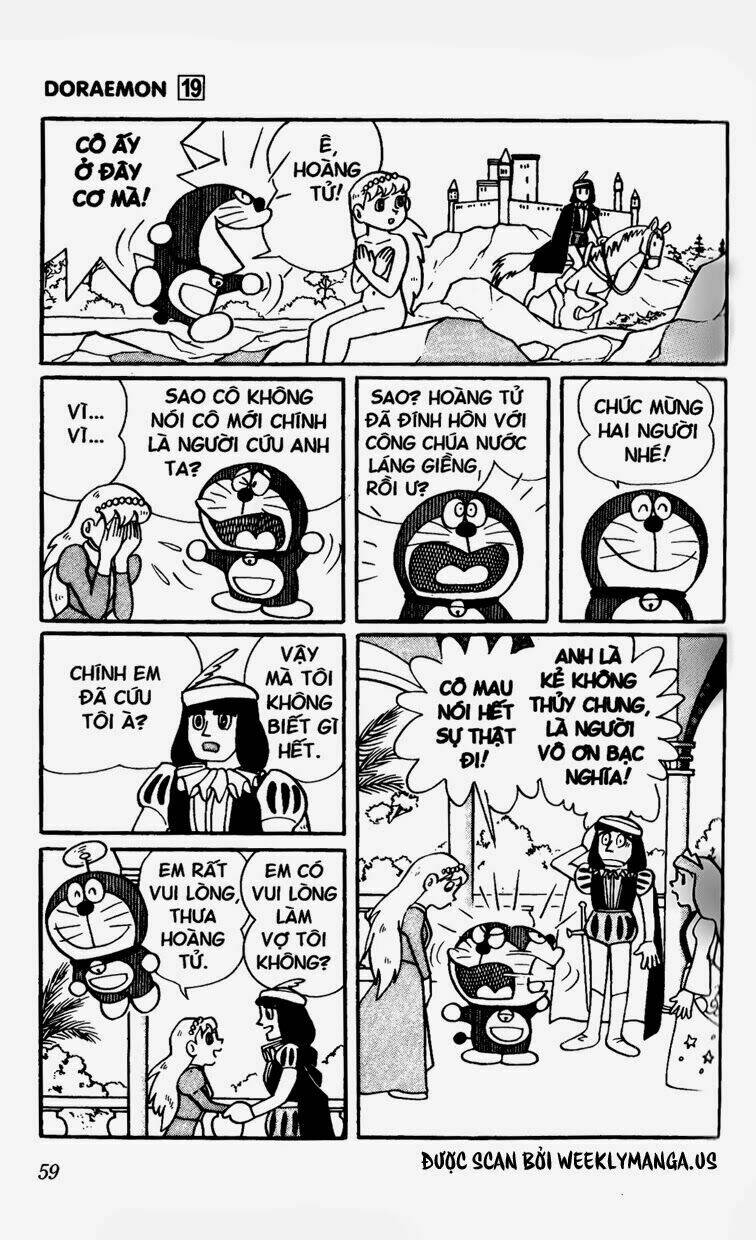 DORAEMON 19
Ê,
HOÀNG
TỬ!
CÔ ẤY
Ở ĐÂY
CƠ MÀ!
CHÚC MỪNG
HAI NGƯỜI
NHÉ!
SAO? HOÀNG TỬ
ĐÃ ĐÍNH HÔN VỚI
CÔNG CHÚA NƯỚC
LÁNG GIỀNG,
RỒI Ư?
SAO CÔ KHÔNG
NÓI CÔ MỚI CHÍNH
LÀ NGƯỜI CỨU ANH
TA?
VÌ...
VÌ...
ANH LÀ
KẺ KHÔNG
THỦY CHUNG,
LÀ NGƯỜI
VÔ ƠN BẠC
NGHĨA!
CÔ MAU
NÓI HẾT
SỰ THẬT
ĐI!
VẬY
MÀ TÔI
KHÔNG
BIẾT GÌ
HẾT.
CHÍNH EM
ĐÃ CỨU
TÔI À?
EM CÓ
VUI LÒNG
LÀM
VỢ TÔI
KHÔNG?
EM RẤT
VUI LÒNG,
THƯA
HOÀNG
TỬ.
59
ĐƯỢC SCAN BỞI WEEKLYMANGA.US